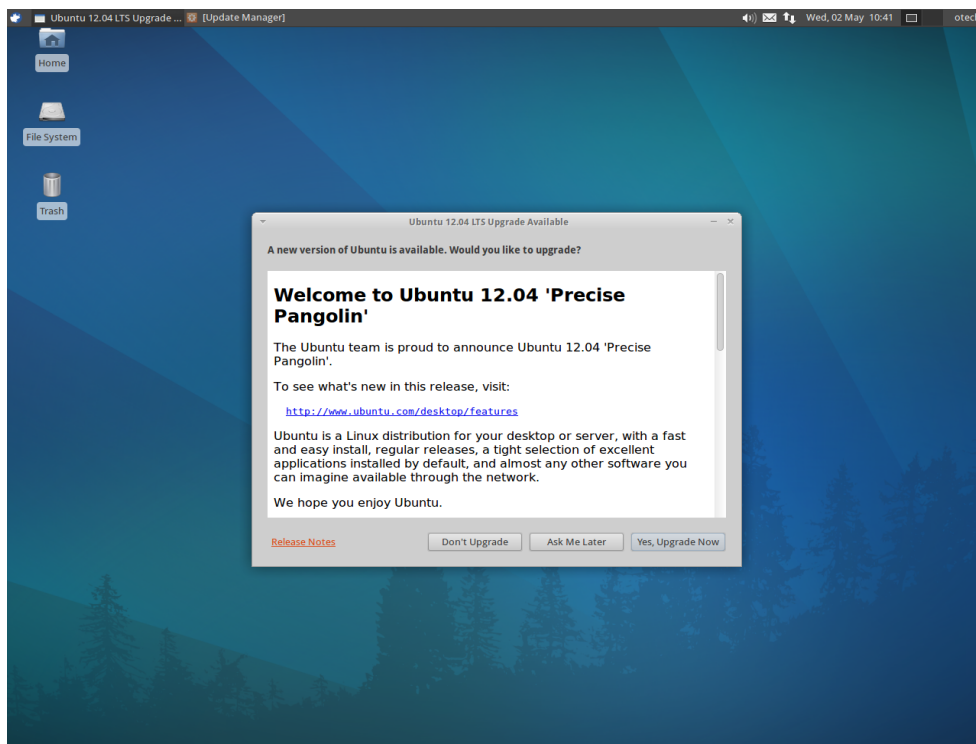 Ubuntu 12.04 LTS Upgrade ... [Update Manager] Wed, 02 May 10:41 otech
Home
File System
Trash
Ubuntu 12.04 LTS Upgrade Available
A new version of Ubuntu is available. Would you like to upgrade?
Welcome to Ubuntu 12.04 'Precise
Pangolin'
The Ubuntu team is proud to announce Ubuntu 12.04 'Precise
Pangolin'.
To see what's new in this release, visit:
http://www.ubuntu.com/desktop/features
Ubuntu is a Linux distribution for your desktop or server, with a fast
and easy install, regular releases, a tight selection of excellent
applications installed by default, and almost any other software you
can imagine available through the network.
We hope you enjoy Ubuntu.
Release Notes Don't Upgrade Ask Me Later Yes, Upgrade Now